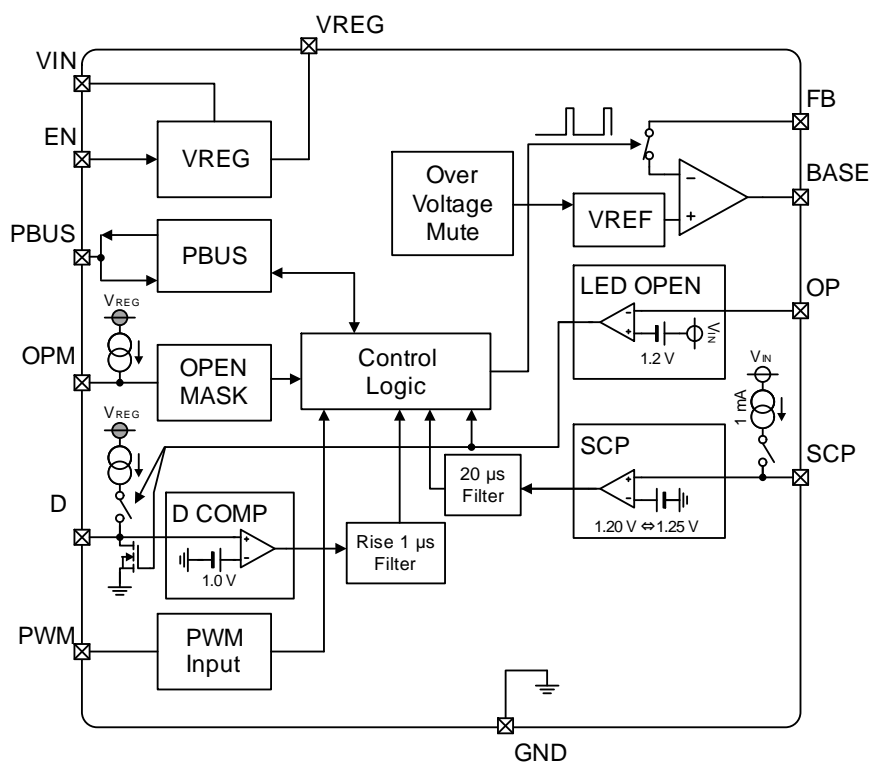 VREG
VIN
FB
EN
VREG
BASE
Over
Voltage
Mute
VREF
PBUS
PBUS
LED OPEN
OP
VREG
1.2 V
VIN
OPM
OPEN
MASK
Control
Logic
VIN
1 mA
VREG
SCP
SCP
20 µs
Filter
D
D COMP
1.20 V ⇔ 1.25 V
Rise 1 µs
Filter
1.0 V
PWM
PWM
Input
GND